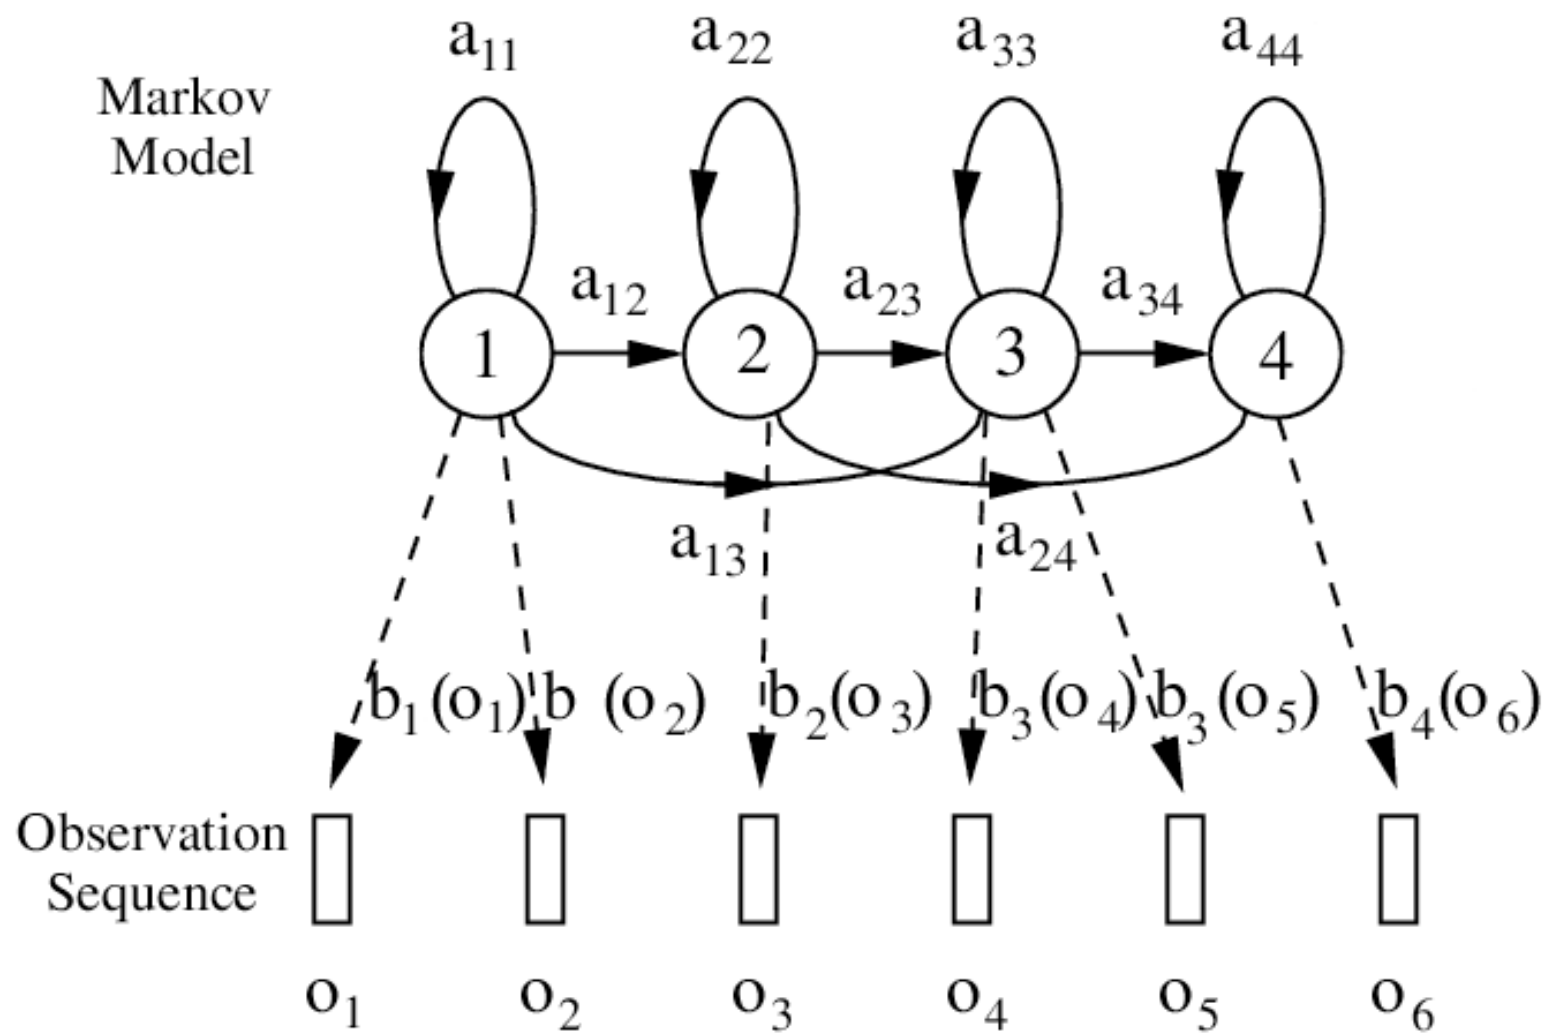 a11 a22 a33 a44
Markov
Model
a12 a23 a34
1 2 3 4
a13 a24
b1(o1) b (o2) b2(o3) b3(o4) b3(o5) b4(o6)
Observation
Sequence
o1 o2 o3 o4 o5 o6